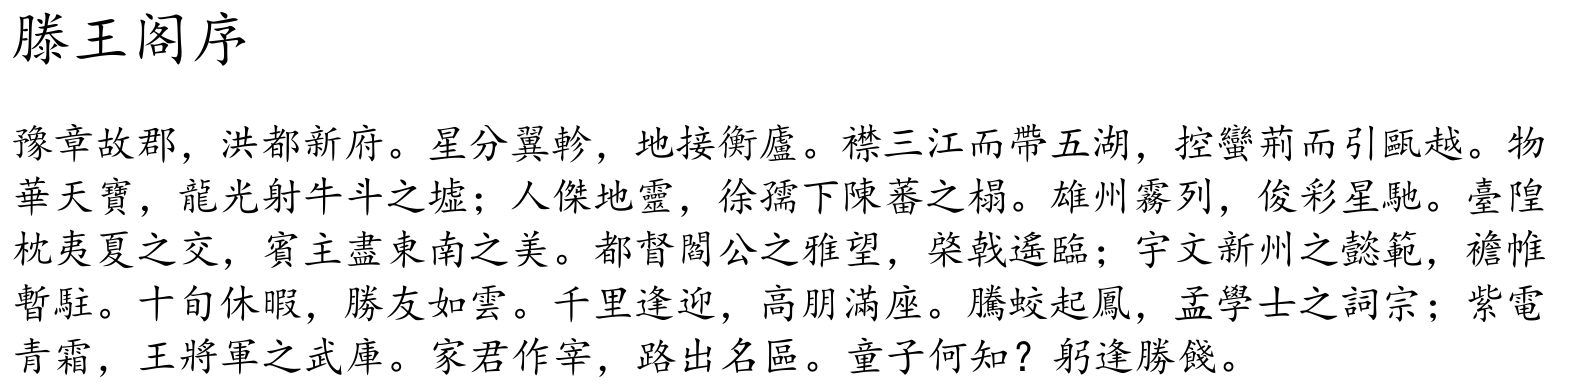 滕王阁序
豫章故郡，洪都新府。星分翼軫，地接衡廬。襟三江而帶五湖，控蠻荊而引甌越。物
華天寶，龍光射牛斗之墟；人傑地靈，徐孺下陳蕃之榻。雄州霧列，俊彩星馳。臺隍
枕夷夏之交，賓主盡東南之美。都督閻公之雅望，棨戟遙臨；宇文新州之懿範，襜帷
暫駐。十旬休暇，勝友如雲。千里逢迎，高朋滿座。騰蛟起鳳，孟學士之詞宗；紫電
青霜，王將軍之武庫。家君作宰，路出名區。童子何知？躬逢勝餞。